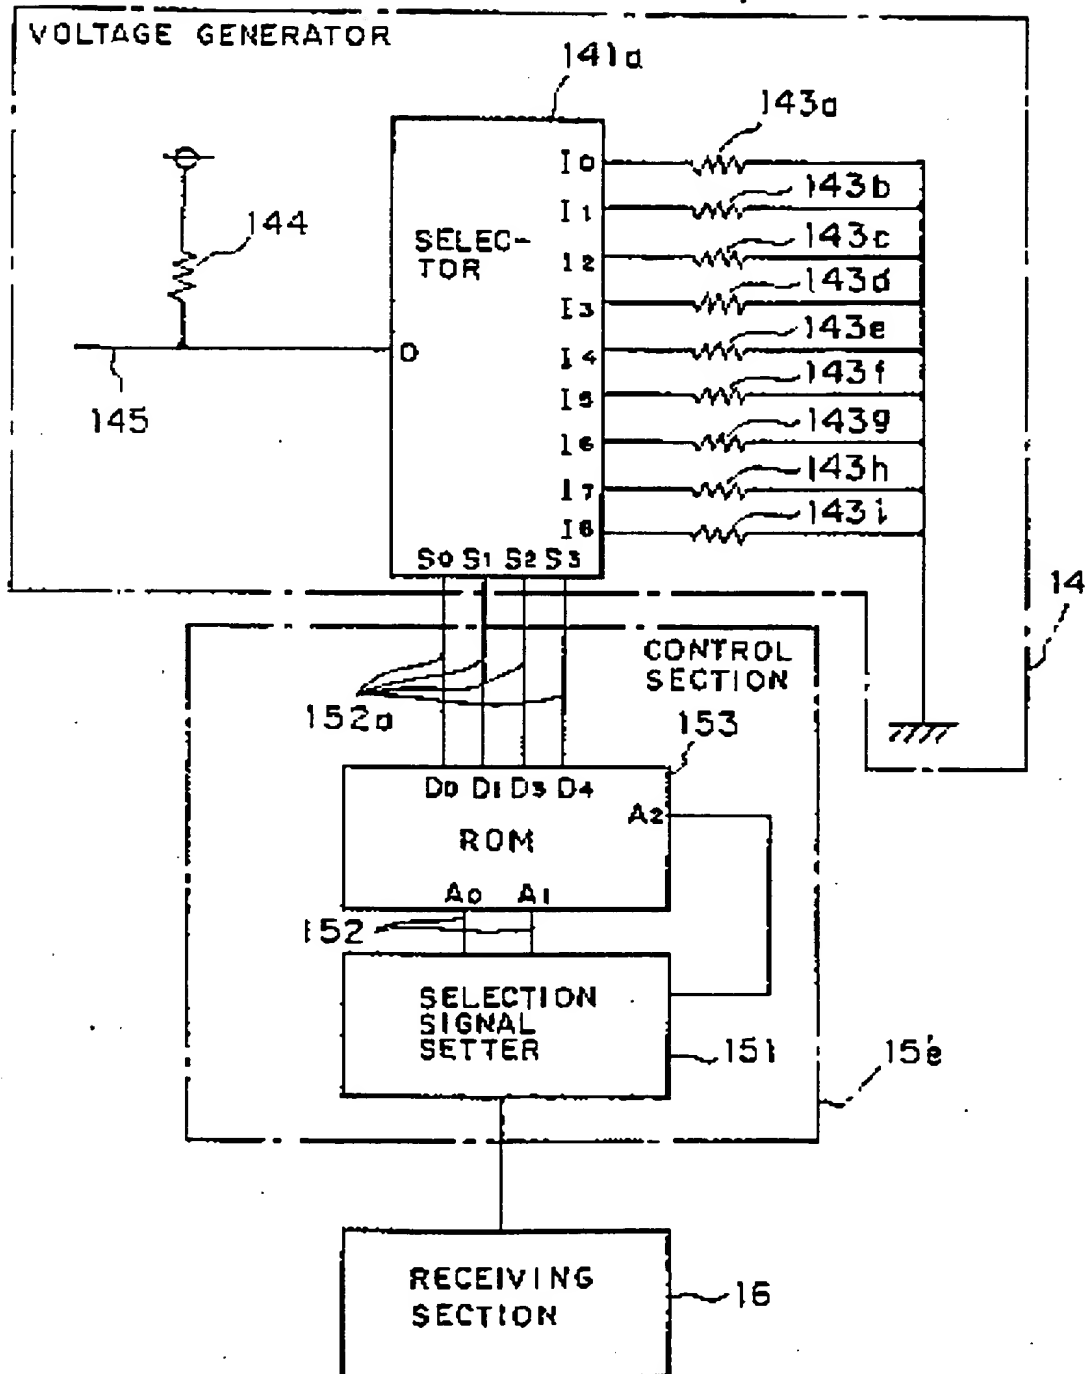 VOLTAGE GENERATOR
141a
143a
I0
143b
I1
144
SELEC-
TOR
143c
I2
143d
I3
143e
O
I4
143f
145
I5
143g
I6
143h
I7
143i
I8
S0 S1 S2 S3
14
CONTROL
SECTION
152a
153
D0 D1 D3 D4
A2
ROM
A0 A1
152
SELECTION
SIGNAL
SETTER
151
15'e
RECEIVING
SECTION
16